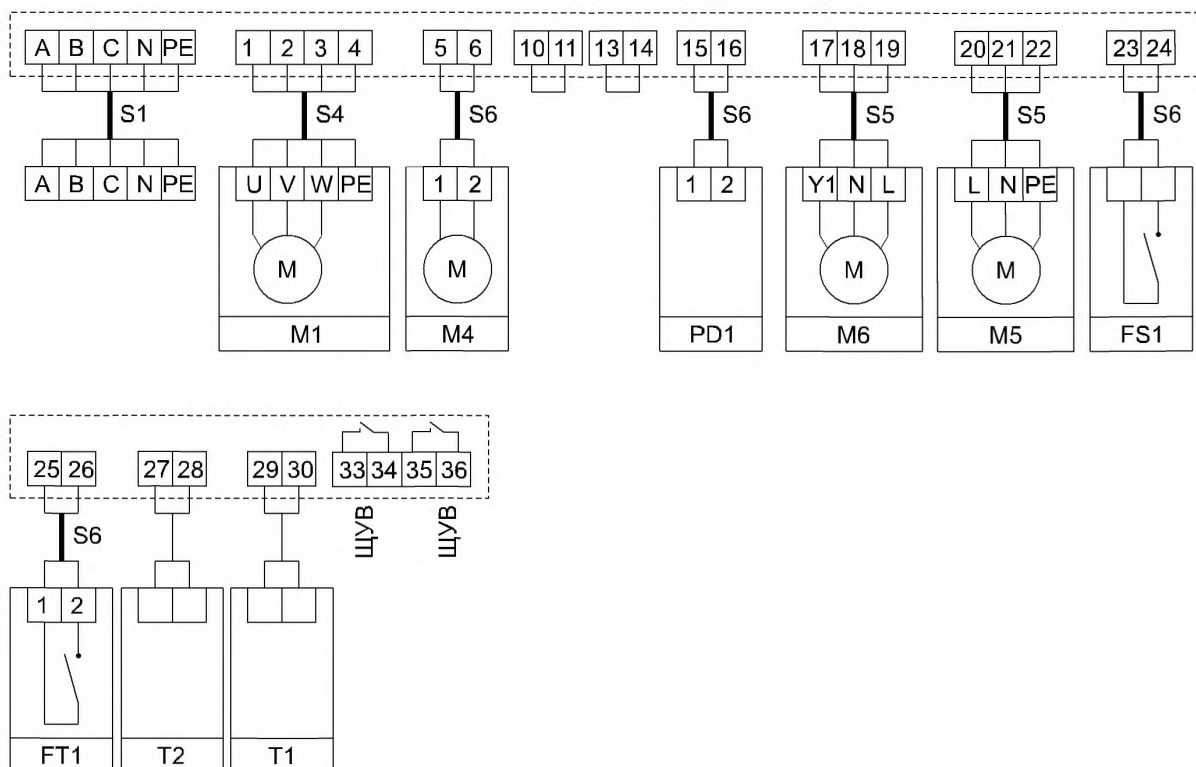 A B C N PE 1 2 3 4 5 6 10 11 13 14 15 16 17 18 19 20 21 22 23 24
S1 S4 S6 S6 S5 S5 S6
A B C N PE U V W PE 1 2 1 2 Y1 N L L N PE
M M M M
M1 M4 PD1 M6 M5 FS1
25 26 27 28 29 30 33 34 35 36
S6 ЩУВ ЩУВ
1 2
FT1 T2 T1